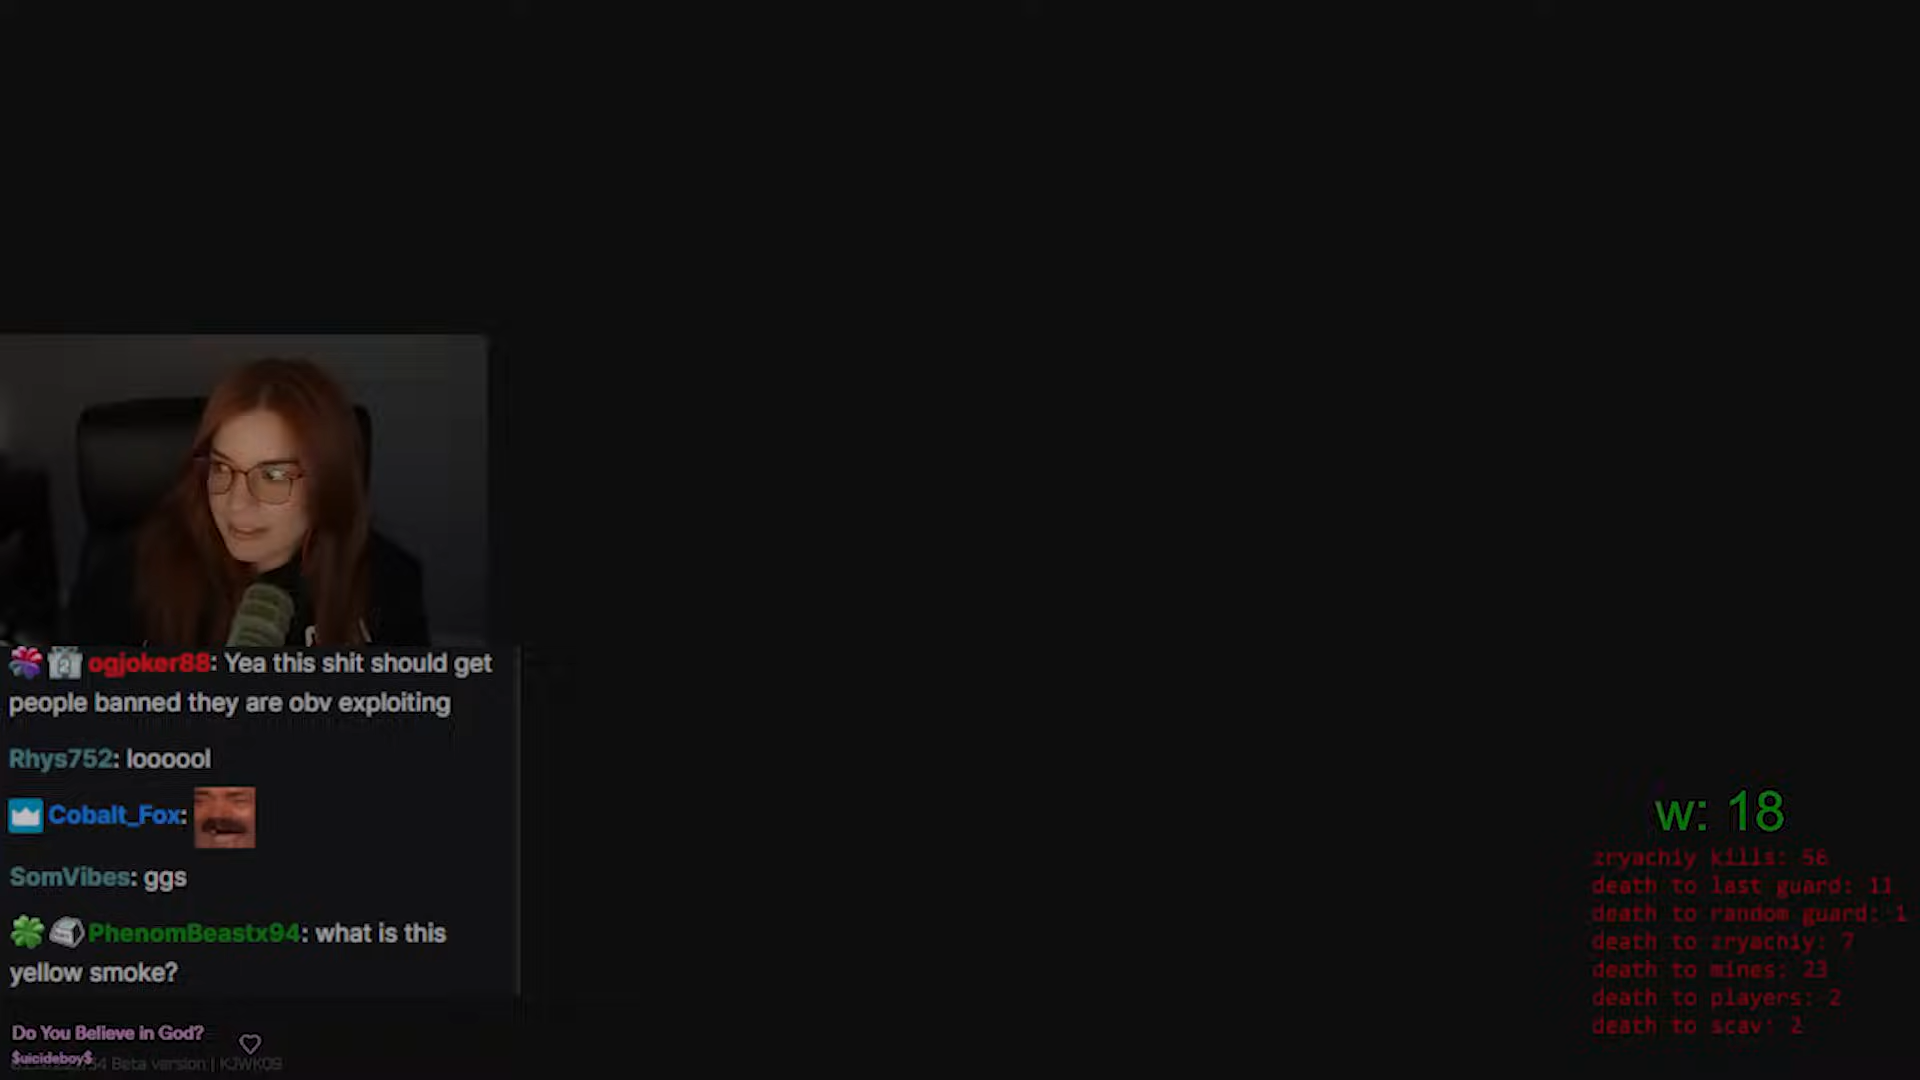 ogjoker88: Yea this shit should get
people banned they are obv exploiting
Rhys752: loooool
Cobalt_Fox:
SomVibes: ggs
PhenomBeastx94: what is this
yellow smoke?
Do You Believe in God?
$uicideboy$
Beta version | KJWK09
w: 18
zryachiy kills: 56
death to last guard: 11
death to random guard: 1
death to zryachiy: 7
death to mines: 23
death to players: 2
death to scav: 2